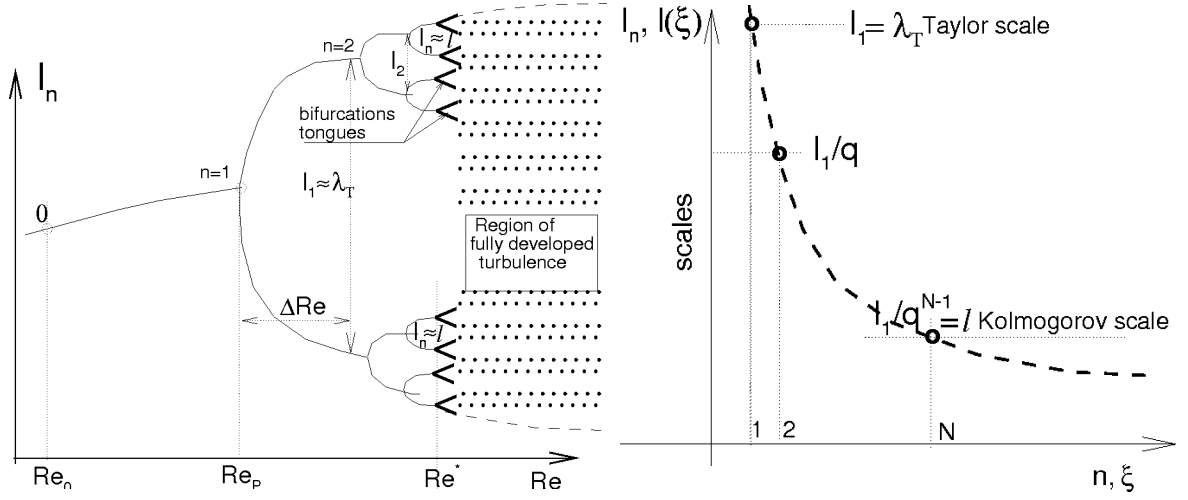 l_n
n=2
l_n≈l
l_2
bifurcations
tongues
n=1
l_1≈λ_T
0
Region of
fully developed
turbulence
ΔRe
l_n≈l
Re_0
Re_P
Re^*
Re
l_n, l(ξ)
l_1=λ_T Taylor scale
l_1/q
scales
l_1/q^{N-1}=l Kolmogorov scale
1
2
N
n, ξ